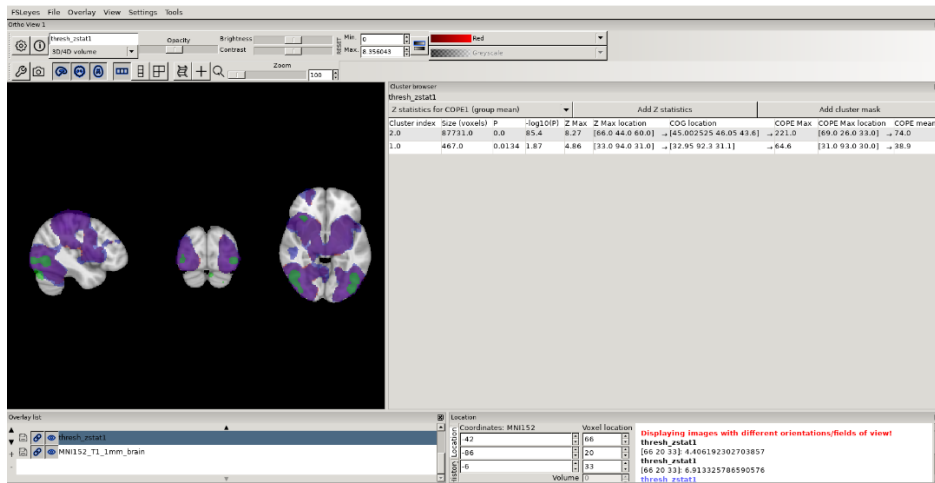 FSLeyes File Overlay View Settings Tools
Ortho View 1
thresh_zstat1
3D/4D volume
Opacity
Brightness
Contrast
RESET
Min. 0
Max. 8.356043
Red
Greyscale
Zoom
100
Cluster browser
thresh_zstat1
Z statistics for COPE1 (group mean) Add Z statistics Add cluster mask
Cluster index Size (voxels) P -log10(P) Z Max Z Max location COG location COPE Max COPE Max location COPE mean
2.0 87731.0 0.0 85.4 8.27 [66.0 44.0 60.0] → [45.002525 46.05 43.6] → 221.0 [69.0 26.0 33.0] → 74.0
1.0 467.0 0.0134 1.87 4.86 [33.0 94.0 31.0] → [32.95 92.3 31.1] → 64.6 [31.0 93.0 30.0] → 38.9
Overlay list
thresh_zstat1
MNI152_T1_1mm_brain
Location
Location
Coordinates: MNI152 Voxel location
-42 66
-86 20
-6 33
Volume 0
Displaying images with different orientations/fields of view!
thresh_zstat1
[66 20 33]: 4.406192302703857
thresh_zstat1
[66 20 33]: 6.913325786590576
thresh_zstat1